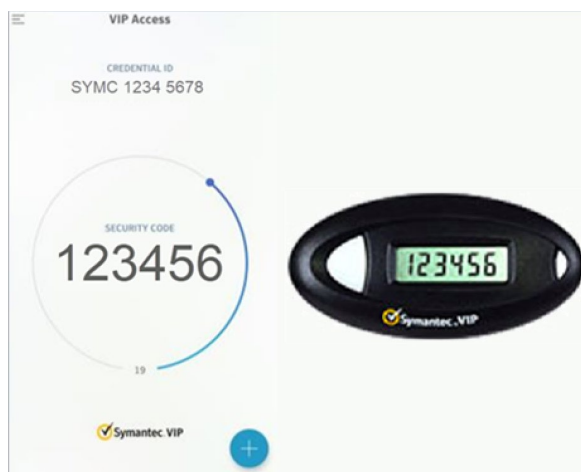 VIP Access
CREDENTIAL ID
SYMC 1234 5678
SECURITY CODE
123456
19
Symantec. VIP
123456
Symantec. VIP